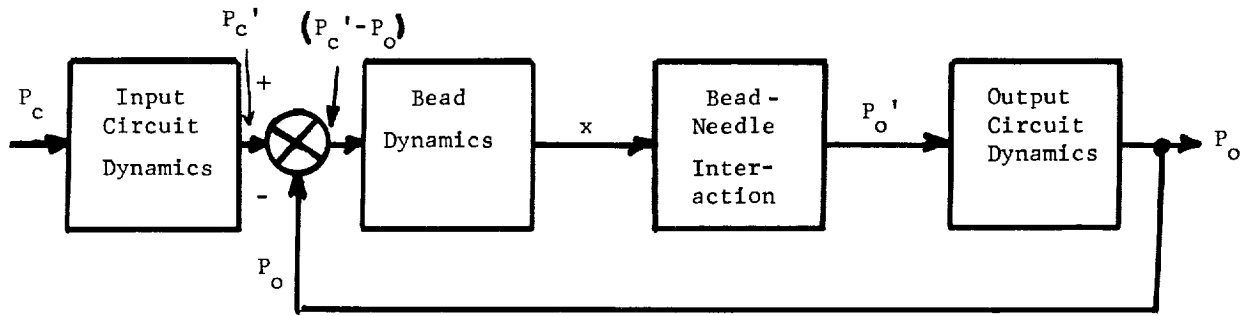 P_c
Input
Circuit
Dynamics
P_c'
+
-
(P_c'-P_o)
Bead
Dynamics
x
Bead-
Needle
Inter-
action
P_o'
Output
Circuit
Dynamics
P_o
P_o